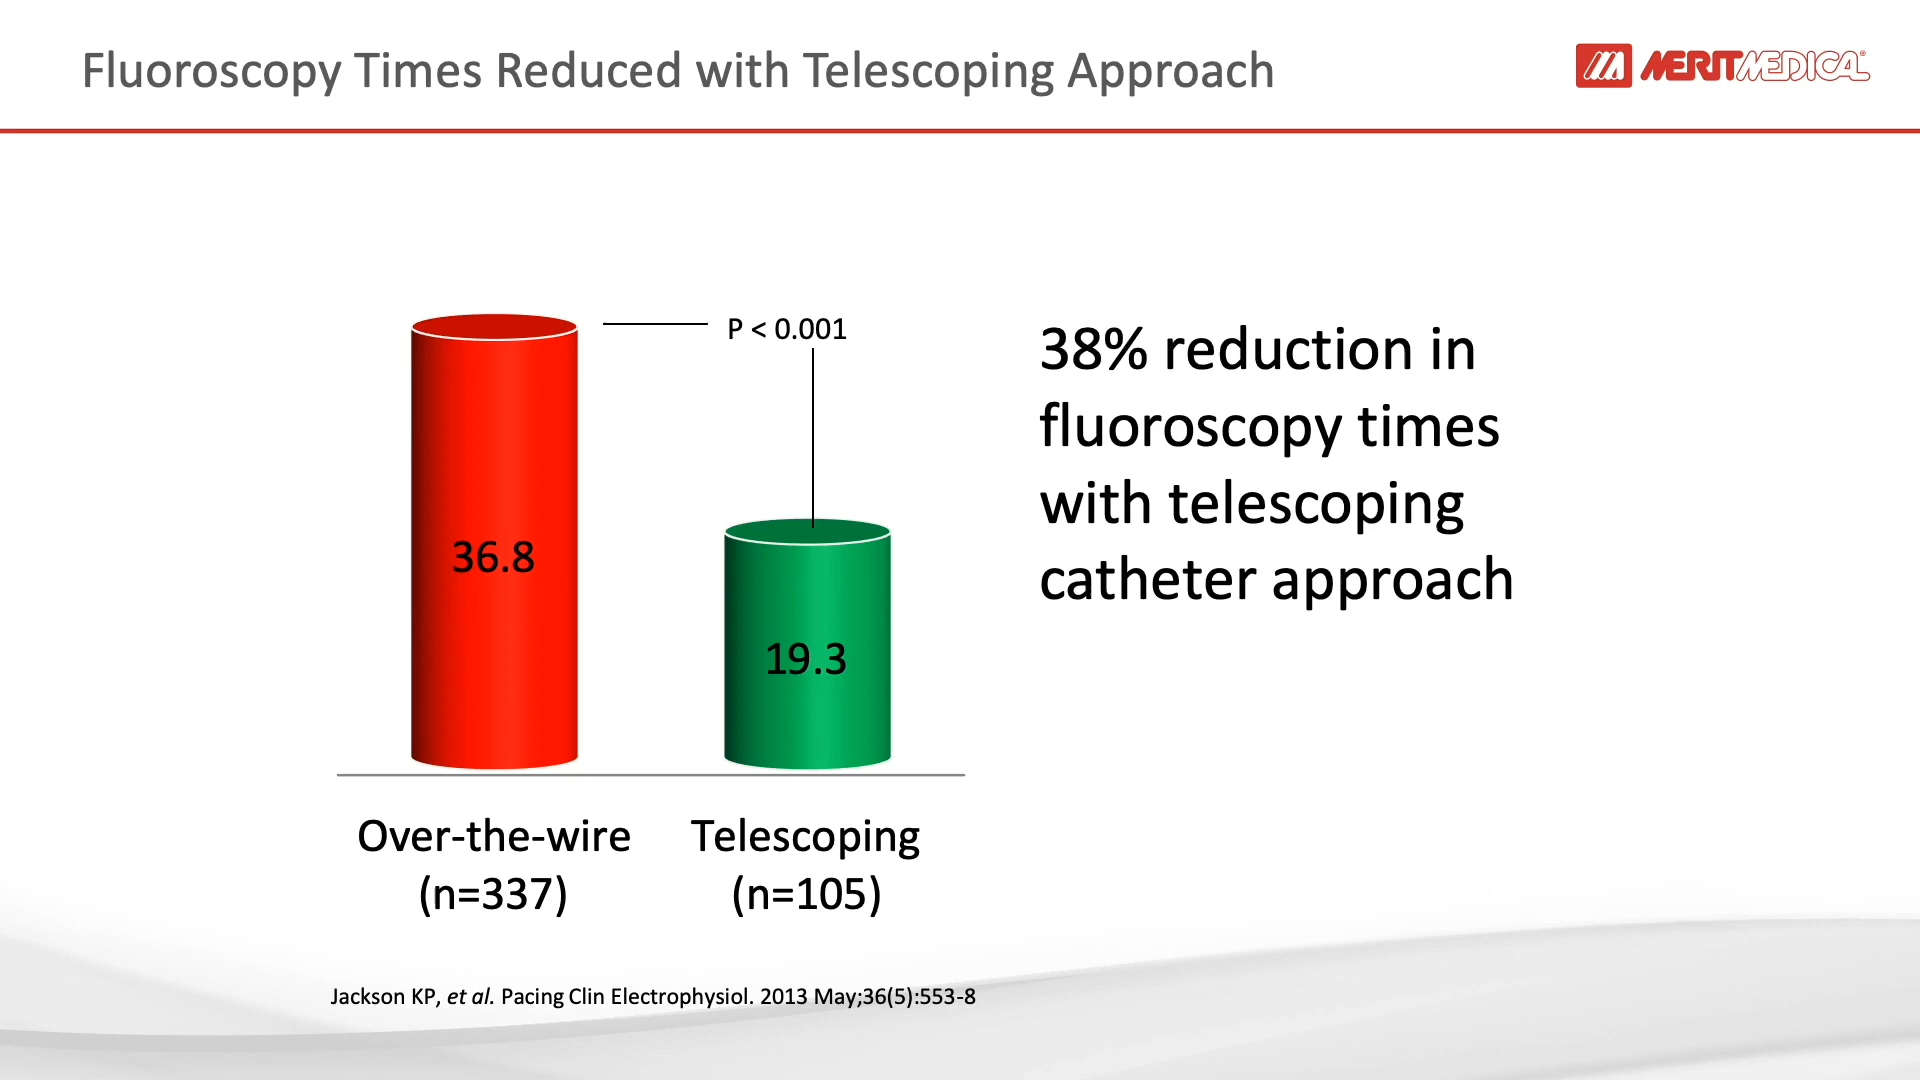 Fluoroscopy Times Reduced with Telescoping Approach
MERITMEDICAL®
P < 0.001
36.8
19.3
Over-the-wire
(n=337)
Telescoping
(n=105)
38% reduction in
fluoroscopy times
with telescoping
catheter approach
Jackson KP, et al. Pacing Clin Electrophysiol. 2013 May;36(5):553-8